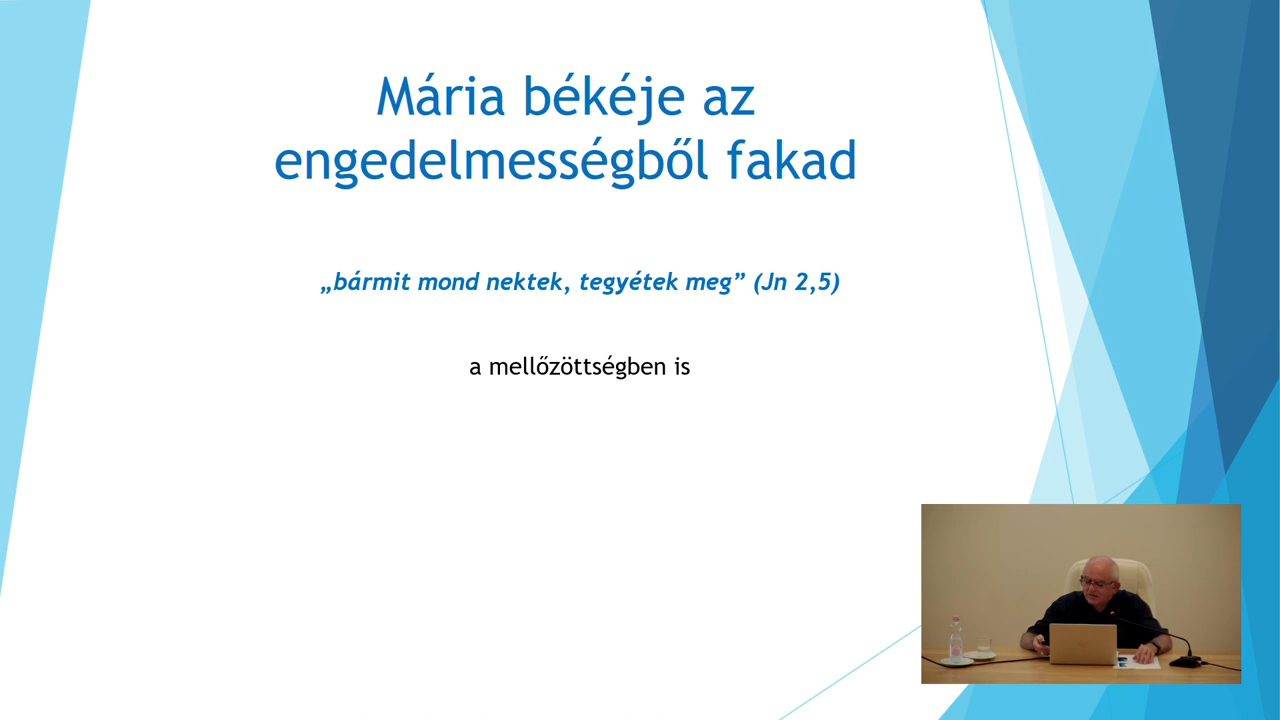 Mária békéje az
engedelmességből fakad
„bármit mond nektek, tegyétek meg” (Jn 2,5)
a mellőzöttségben is